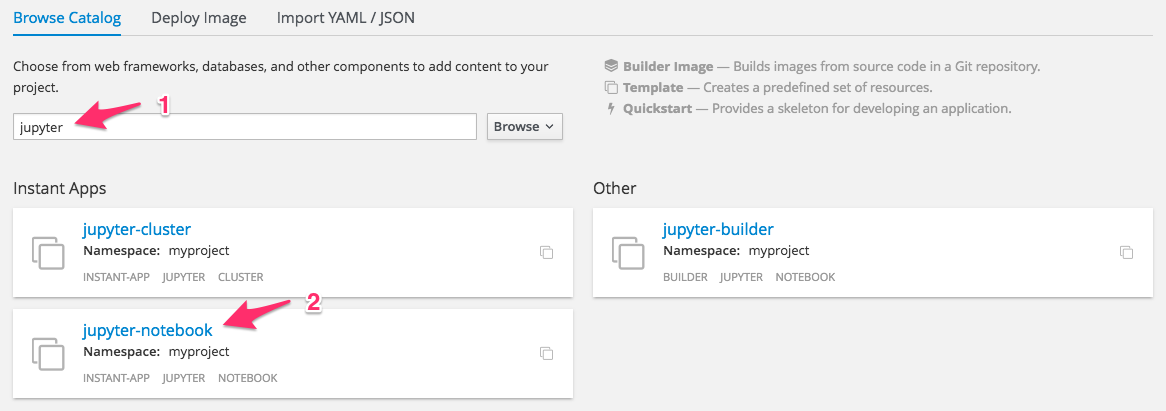 Browse Catalog Deploy Image Import YAML / JSON
Choose from web frameworks, databases, and other components to add content to your
project.
1
jupyter
Browse
Builder Image — Builds images from source code in a Git repository.
Template — Creates a predefined set of resources.
Quickstart — Provides a skeleton for developing an application.
Instant Apps
jupyter-cluster
Namespace: myproject
INSTANT-APP JUPYTER CLUSTER
2
jupyter-notebook
Namespace: myproject
INSTANT-APP JUPYTER NOTEBOOK
Other
jupyter-builder
Namespace: myproject
BUILDER JUPYTER NOTEBOOK